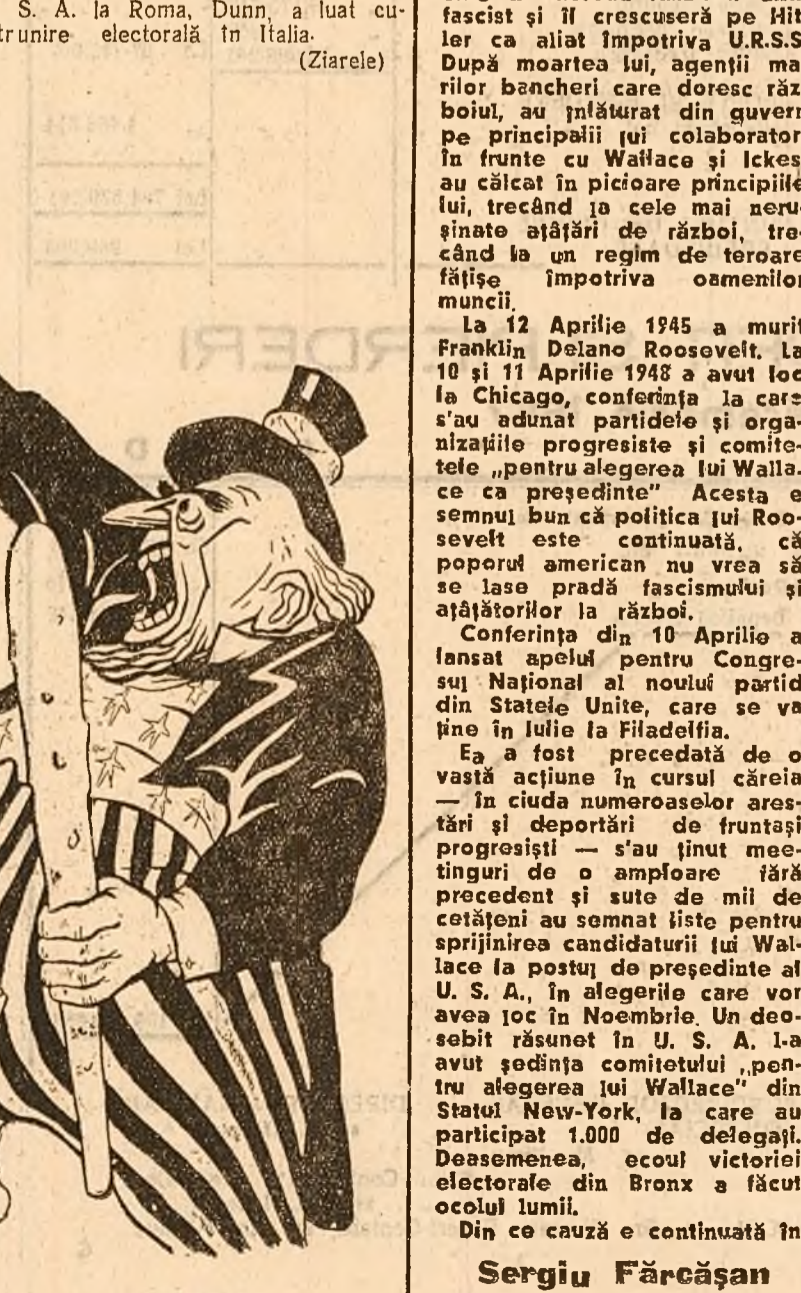 S. A. la Roma, Dunn, a luat cu-
trunire electorală în Italia.
(Ziarele)
fascist și îl crescuseră pe Hit
ler ca aliat împotriva U.R.S.S
După moartea lui, agenții ma
rilor bancheri care doresc răz
boiul, au înlăturat din guvern
pe principalii lui colaborator
în frunte cu Wallace și Ickes
au călcat în picioare principiile
lui, trecând la cele mai neru-
șinate ațâțări de război, tre-
când la un regim de teroare
fățișe împotriva oamenilor
muncii.
La 12 Aprilie 1945 a murit
Franklin Delano Roosevelt. La
10 și 11 Aprilie 1948 a avut loc
la Chicago, conferința la care
s'au adunat partidele și orga-
nizațiile progresiste și comite-
tele „pentru alegerea lui Walla-
ce ca președinte” Acesta e
semnul bun că politica lui Roo-
sevelt este continuată, că
poporul american nu vrea să
se lase pradă fascismului și
ațâțătorilor la război.
Conferința din 10 Aprilie a
lansat apelul pentru Congre-
sul Național al noului partid
din Statele Unite, care se va
ține în Iulie la Filadelfia.
Ea a fost precedată de o
vastă acțiune în cursul căreia
— în ciuda numeroaselor ares-
tări și deportări de fruntași
progresiști — s'au ținut mee-
tinguri de o amploare fără
precedent și sute de mii de
cetățeni au semnat liste pentru
sprijinirea candidaturii lui Wal-
lace la postul de președinte al
U. S. A., în alegerile care vor
avea loc în Noembrie. Un deo-
sebit răsunet în U. S. A. l-a
avut ședința comitetului „pen-
tru alegerea lui Wallace” din
Statul New-York, la care au
participat 1.000 de delegați.
Deasemenea, ecoul victoriei
electorale din Bronx a făcut
ocolul lumii.
Din ce cauză e continuată în
Sergiu Fărcășan